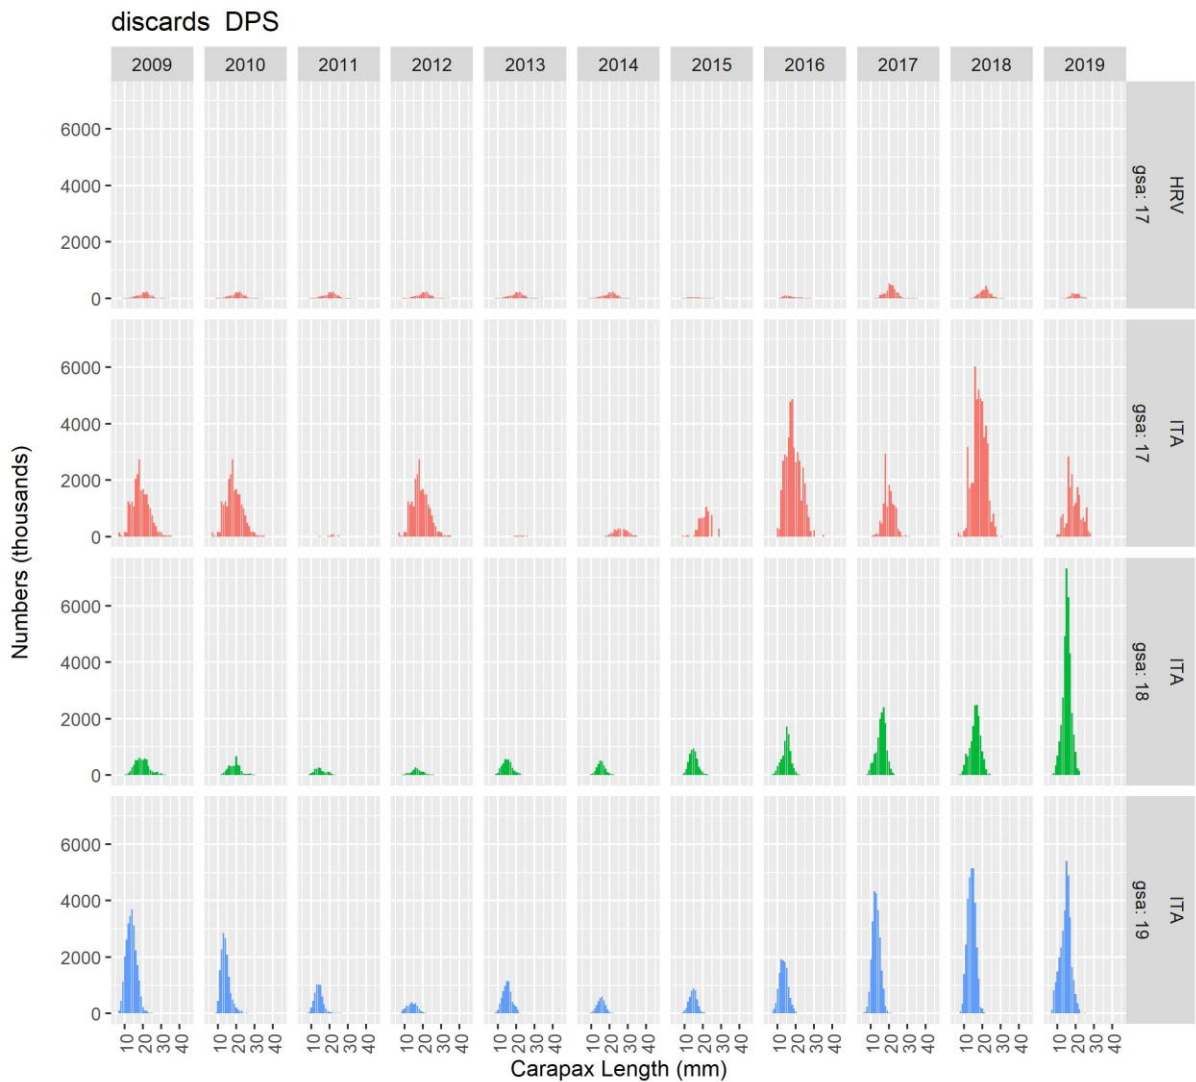 discards DPS
2009 2010 2011 2012 2013 2014 2015 2016 2017 2018 2019
Numbers (thousands)
6000
4000
2000
0
HRV
gsa: 17
6000
4000
2000
0
ITA
gsa: 17
6000
4000
2000
0
ITA
gsa: 18
6000
4000
2000
0
ITA
gsa: 19
10 20 30 40 10 20 30 40 10 20 30 40 10 20 30 40 10 20 30 40 10 20 30 40 10 20 30 40 10 20 30 40 10 20 30 40 10 20 30 40 10 20 30 40
Carapax Length (mm)